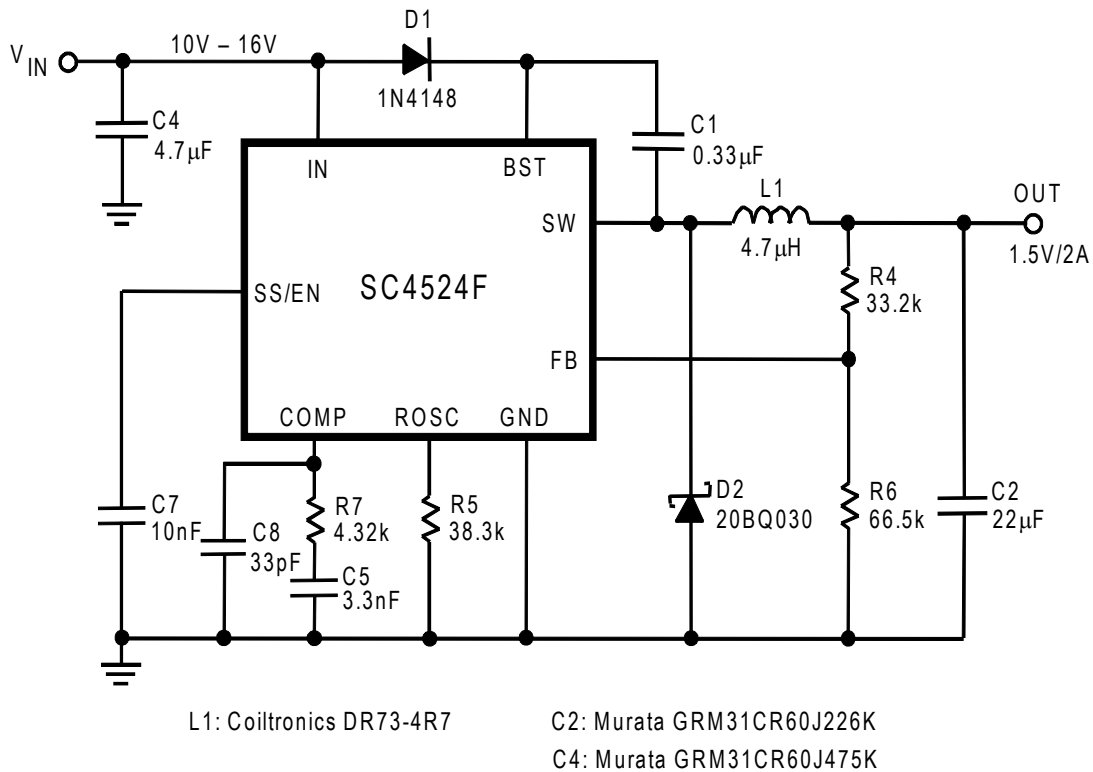 D1
V IN
10V – 16V
1N4148
C4
4.7μF
C1
0.33μF
IN
BST
L1
OUT
SW
4.7μH
1.5V/2A
SS/EN
SC4524F
R4
33.2k
FB
COMP
ROSC
GND
C7
10nF
C8
33pF
R7
4.32k
C5
3.3nF
R5
38.3k
D2
20BQ030
R6
66.5k
C2
22μF
L1: Coiltronics DR73-4R7
C2: Murata GRM31CR60J226K
C4: Murata GRM31CR60J475K